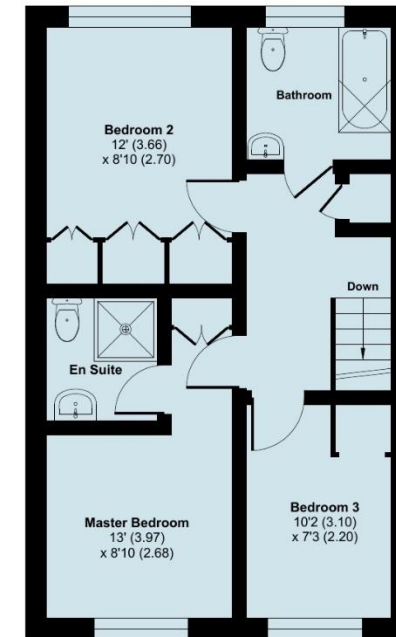 Bathroom
Bedroom 2
12' (3.66)
x 8'10 (2.70)
Down
En Suite
Master Bedroom
13' (3.97)
x 8'10 (2.68)
Bedroom 3
10'2 (3.10)
x 7'3 (2.20)